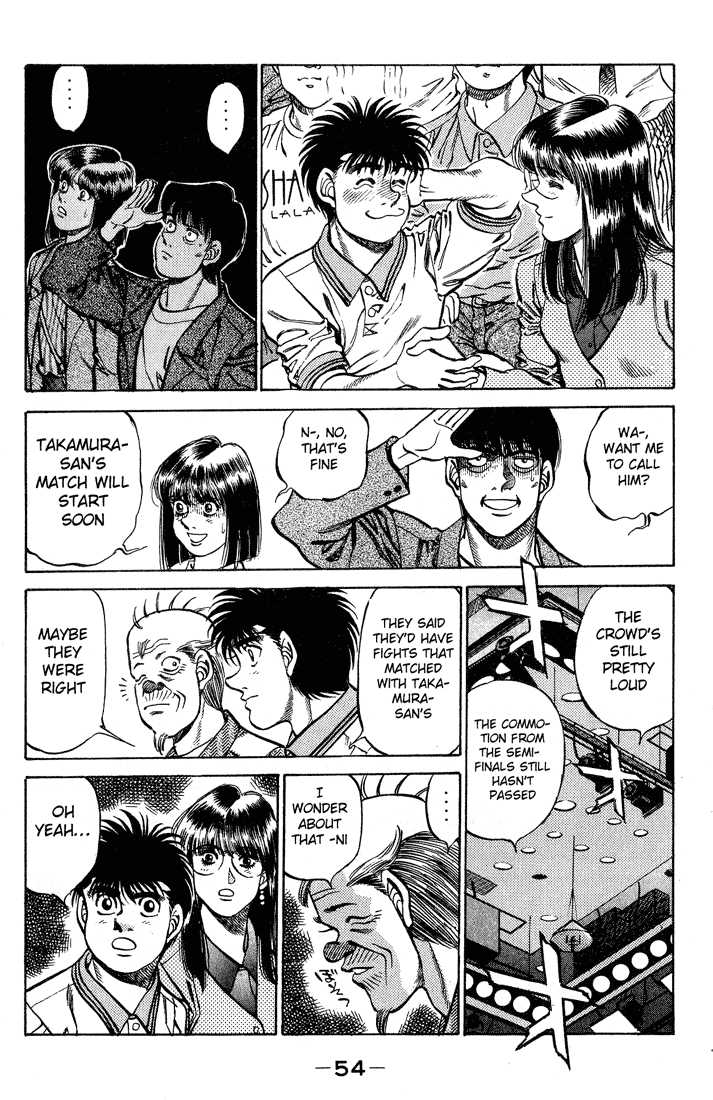 SHA
LALA
....
....
WA-,
WANT ME
TO CALL
HIM?
N-, NO,
THAT'S
FINE
TAKAMURA-
SAN'S
MATCH WILL
START
SOON
THE
CROWD'S
STILL
PRETTY
LOUD
THE COMMO-
TION FROM
THE SEMI-
FINALS STILL
HASN'T
PASSED
THEY SAID
THEY'D HAVE
FIGHTS THAT
MATCHED
WITH TAKA-
MURA-
SAN'S
MAYBE
THEY
WERE
RIGHT
....
I
WONDER
ABOUT
THAT -NI
OH
YEAH...
—54—